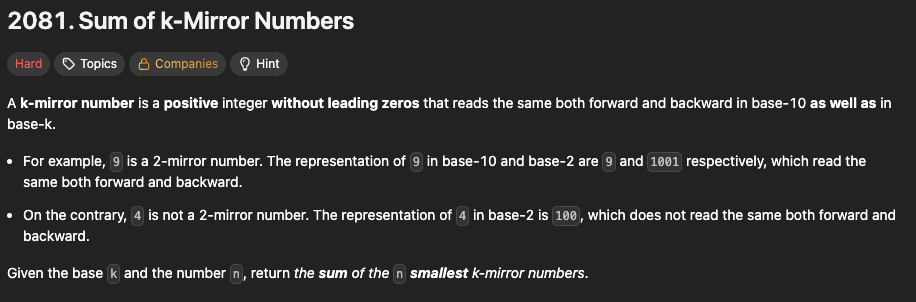 2081. Sum of k-Mirror Numbers
Hard Topics Companies Hint
A k-mirror number is a positive integer without leading zeros that reads the same both forward and backward in base-10 as well as in
base-k.
• For example, 9 is a 2-mirror number. The representation of 9 in base-10 and base-2 are 9 and 1001 respectively, which read the
same both forward and backward.
• On the contrary, 4 is not a 2-mirror number. The representation of 4 in base-2 is 100, which does not read the same both forward and
backward.
Given the base k and the number n, return the sum of the n smallest k-mirror numbers.